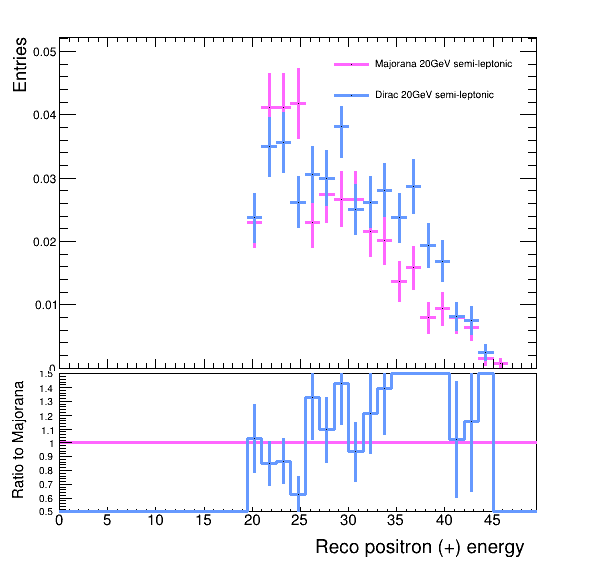 Entries
0.05
0.04
0.03
0.02
0.01
0
Majorana 20GeV semi-leptonic
Dirac 20GeV semi-leptonic
Ratio to Majorana
1.5
1.4
1.3
1.2
1.1
1
0.9
0.8
0.7
0.6
0.5
0 5 10 15 20 25 30 35 40 45
Reco positron (+) energy